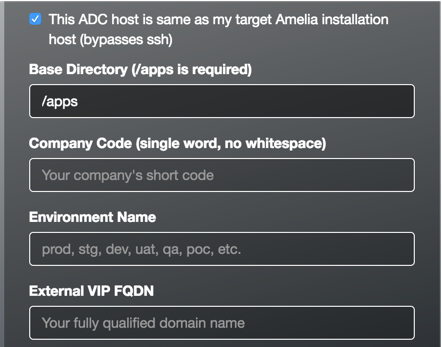 This ADC host is same as my target Amelia installation
host (bypasses ssh)
Base Directory (/apps is required)
/apps
Company Code (single word, no whitespace)
Your company's short code
Environment Name
prod, stg, dev, uat, qa, poc, etc.
External VIP FQDN
Your fully qualified domain name